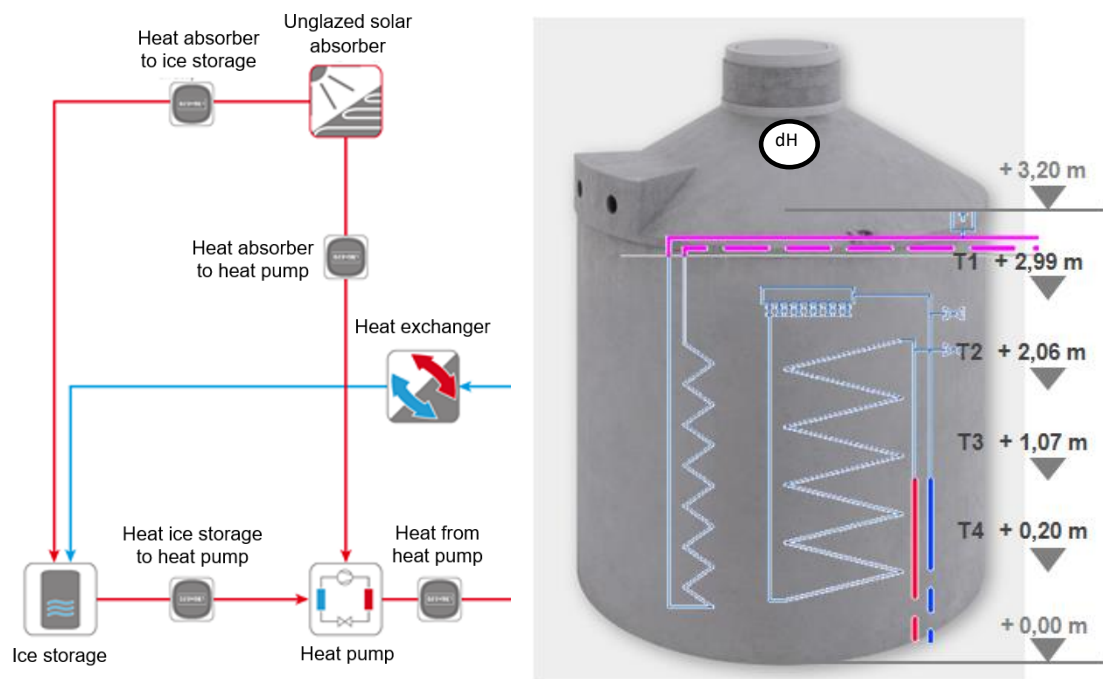 Unglazed solar
absorber
Heat absorber
to ice storage
Heat absorber
to heat pump
Heat exchanger
Heat ice storage
to heat pump
Heat from
heat pump
Ice storage
Heat pump
dH
+ 3,20 m
T1 + 2,99 m
T2 + 2,06 m
T3 + 1,07 m
T4 + 0,20 m
+ 0,00 m